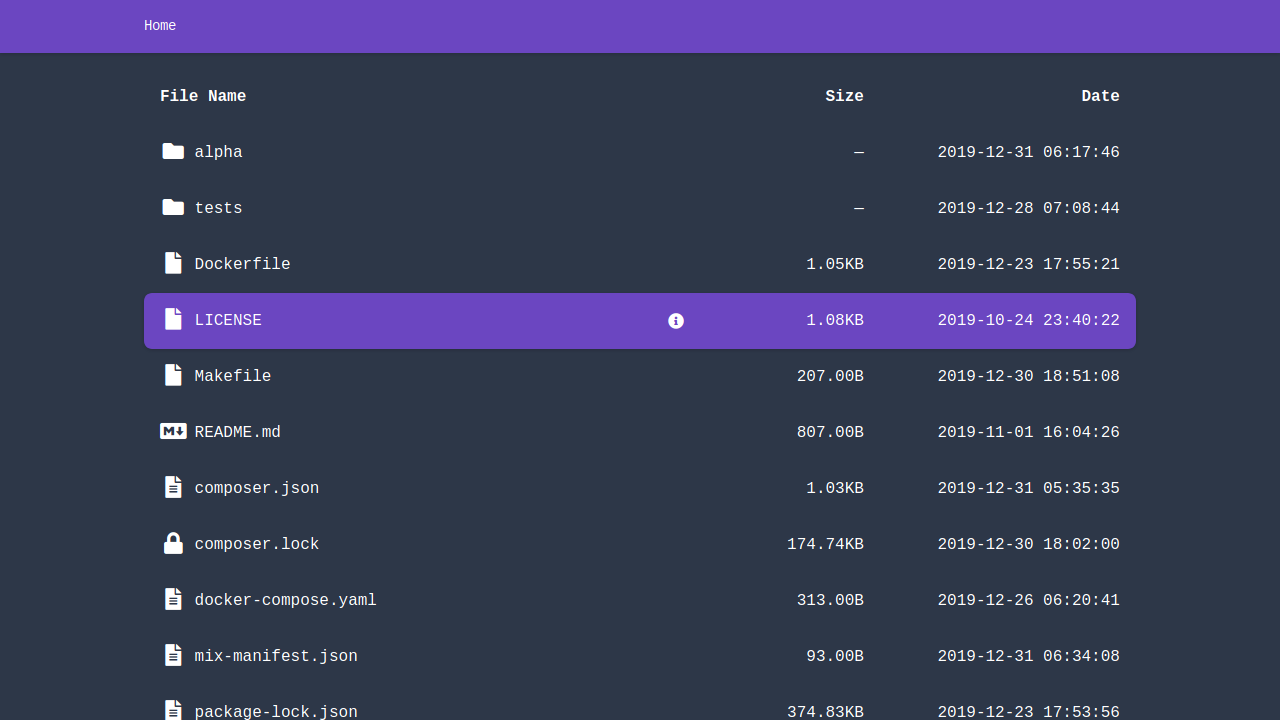 Home
File Name Size Date
alpha — 2019-12-31 06:17:46
tests — 2019-12-28 07:08:44
Dockerfile 1.05KB 2019-12-23 17:55:21
LICENSE 1.08KB 2019-10-24 23:40:22
Makefile 207.00B 2019-12-30 18:51:08
README.md 807.00B 2019-11-01 16:04:26
composer.json 1.03KB 2019-12-31 05:35:35
composer.lock 174.74KB 2019-12-30 18:02:00
docker-compose.yaml 313.00B 2019-12-26 06:20:41
mix-manifest.json 93.00B 2019-12-31 06:34:08
package-lock.json 374.83KB 2019-12-23 17:53:56